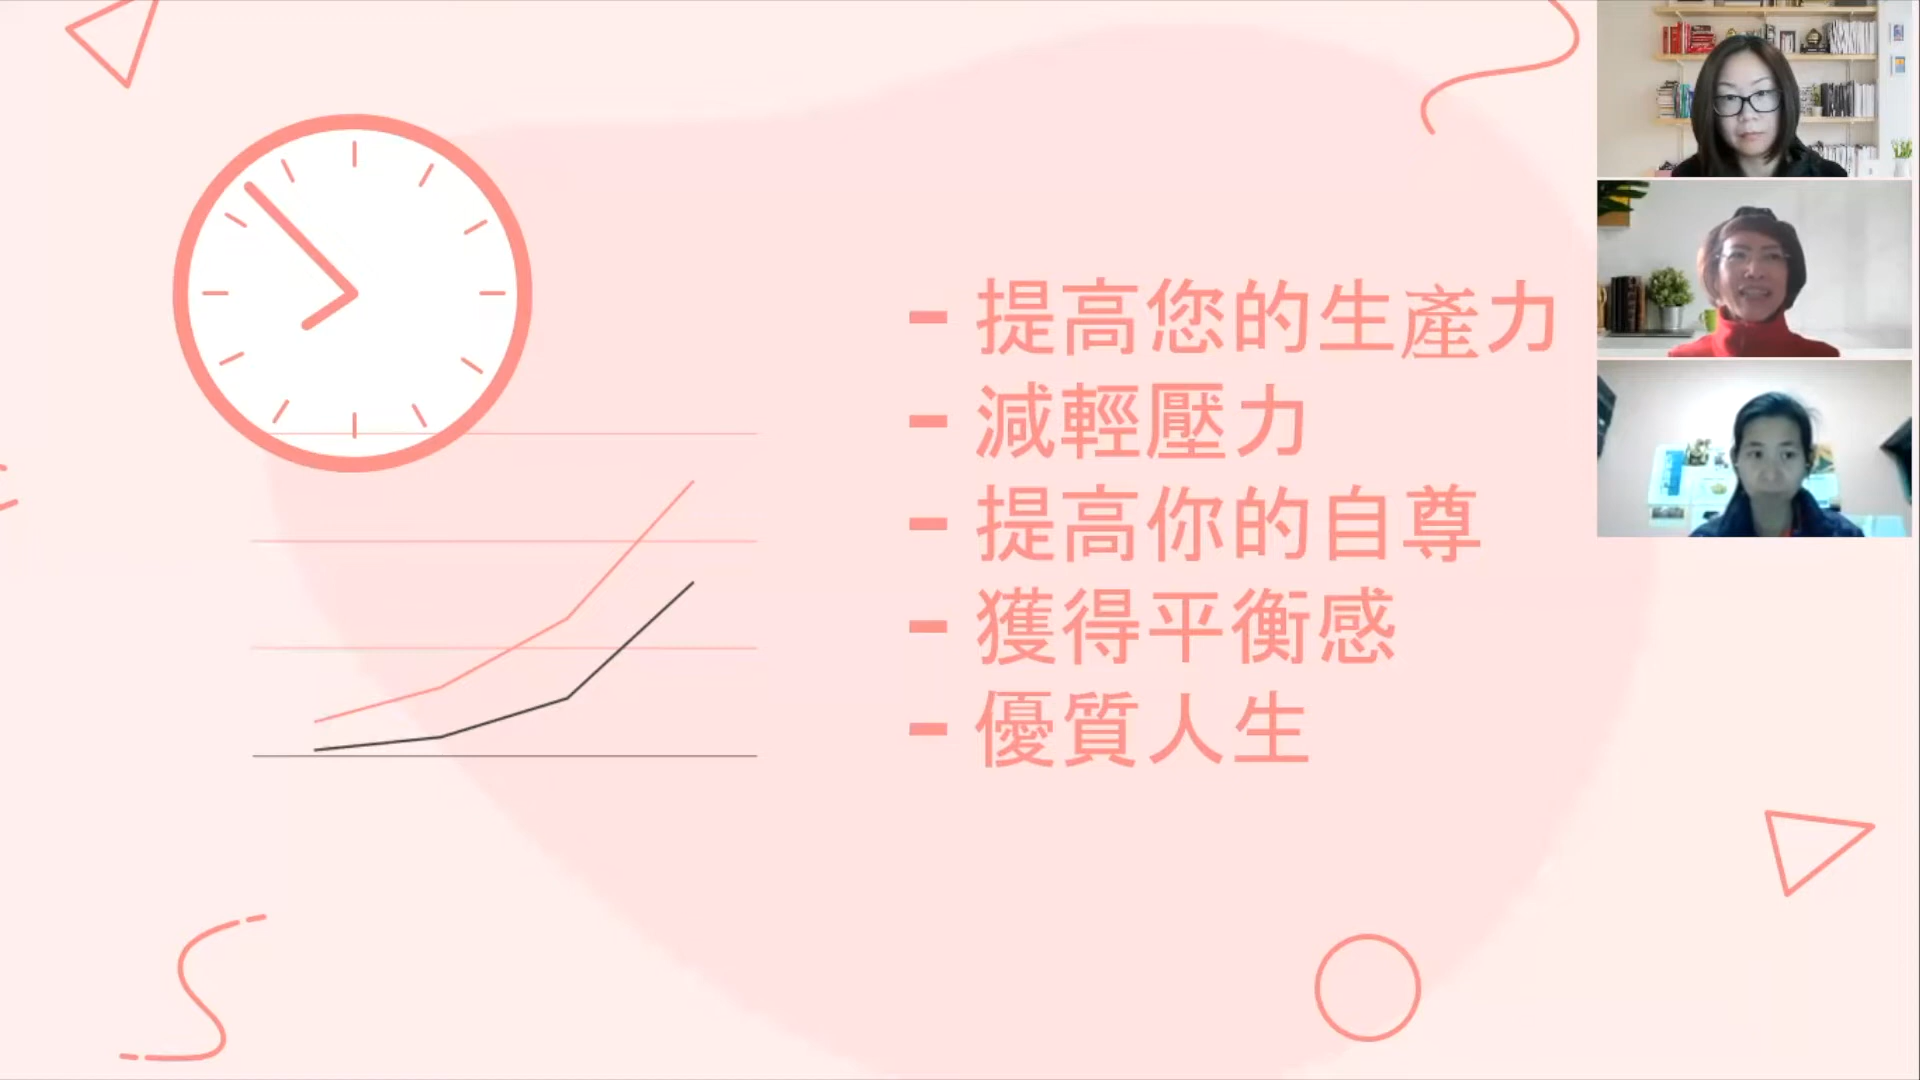 - 提高您的生產力
- 減輕壓力
- 提高你的自尊
- 獲得平衡感
- 優質人生